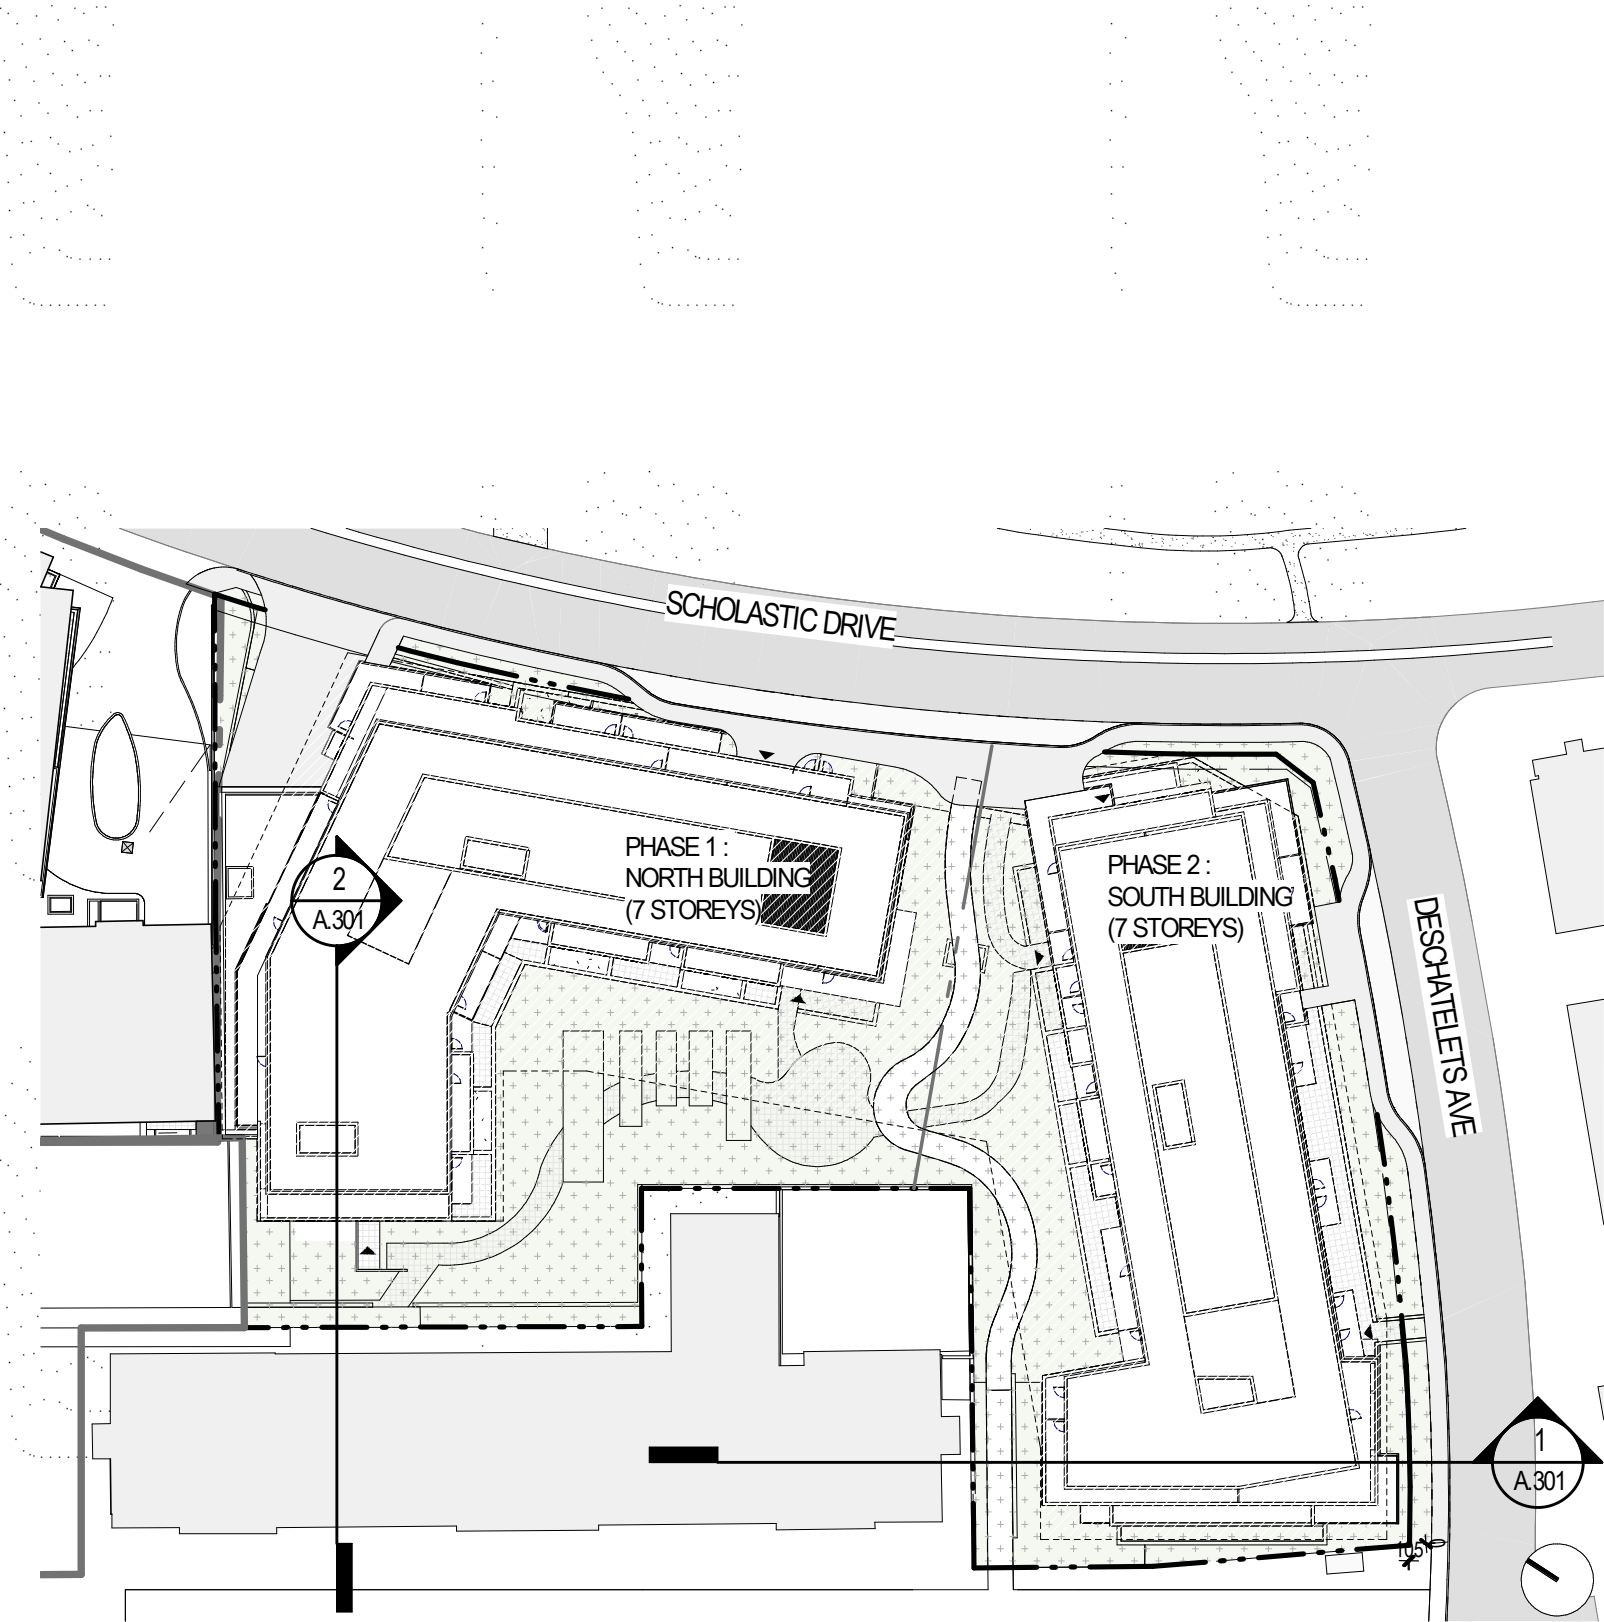 SCHOLASTIC DRIVE
PHASE 1 :
NORTH BUILDING
(7 STOREYS)
PHASE 2 :
SOUTH BUILDING
(7 STOREYS)
2
A.301
DESCHATELETS AVE
1
A.301
105